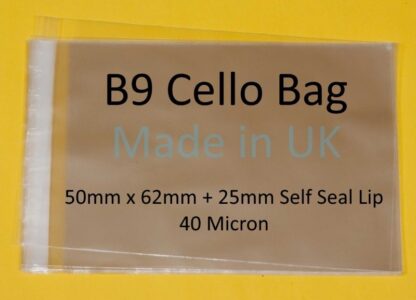 B9 Cello Bag
Made in UK
50mm x 62mm + 25mm Self Seal Lip
40 Micron